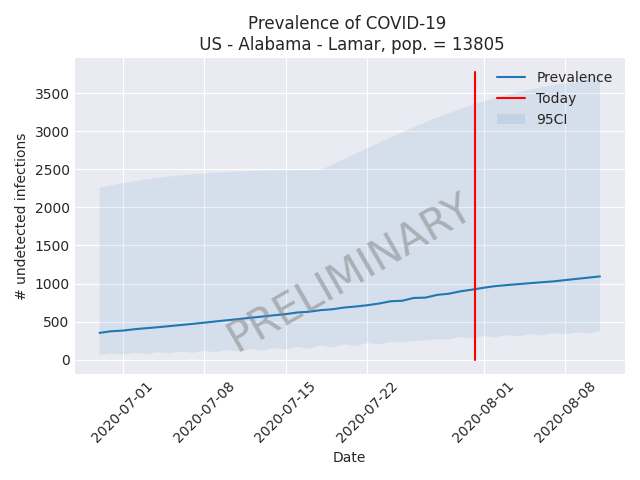 Prevalence of COVID-19
US - Alabama - Lamar, pop. = 13805
Prevalence
Today
95CI
PRELIMINARY
# undetected infections
3500
3000
2500
2000
1500
1000
500
0
2020-07-01
2020-07-08
2020-07-15
2020-07-22
2020-08-01
2020-08-08
Date